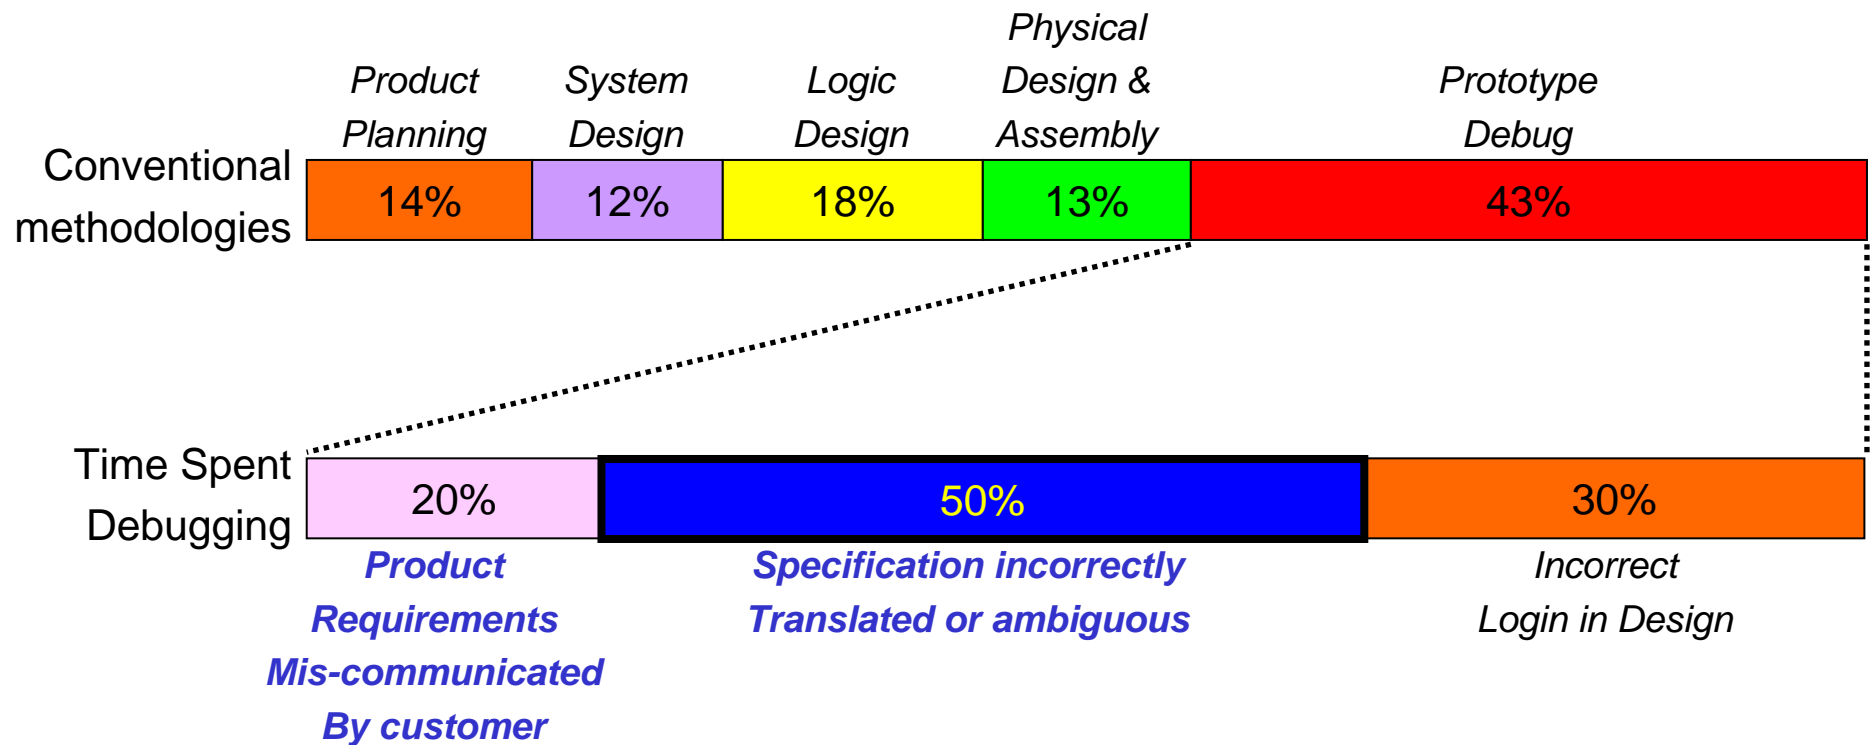 Product
Planning
System
Design
Logic
Design
Physical
Design &
Assembly
Prototype
Debug
Conventional
methodologies
14%
12%
18%
13%
43%
Time Spent
Debugging
20%
50%
30%
Product
Requirements
Mis-communicated
By customer
Specification incorrectly
Translated or ambiguous
Incorrect
Login in Design